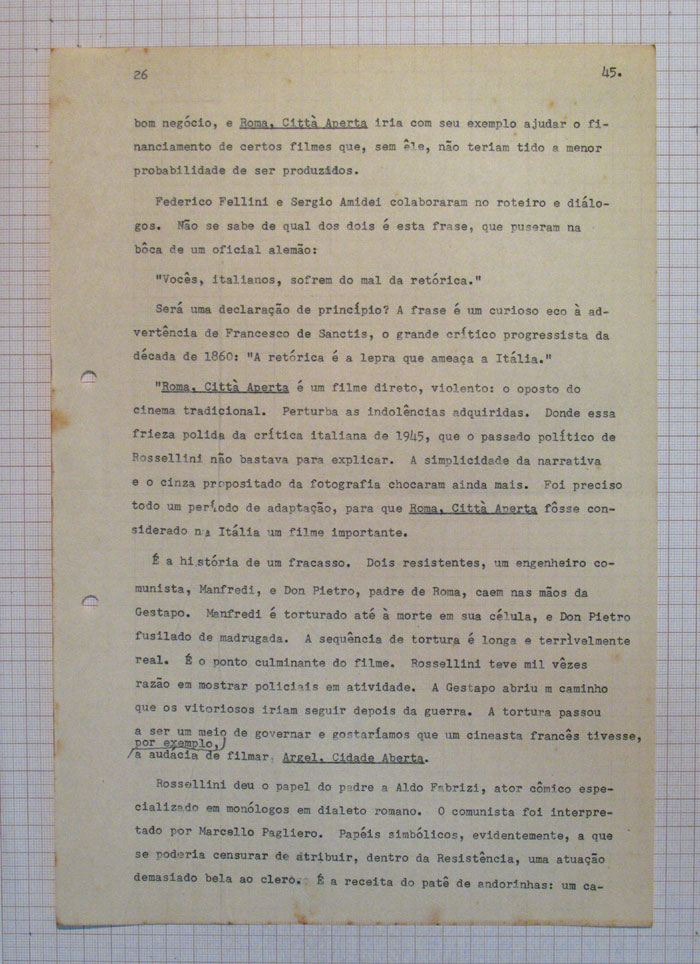 26 45.
bom negócio, e Roma, Città Aperta iria com seu exemplo ajudar o fi-
nanciamento de certos filmes que, sem êle, não teriam tido a menor
probabilidade de ser produzidos.
Federico Fellini e Sergio Amidei colaboraram no roteiro e diálo-
gos. Não se sabe de qual dos dois é esta frase, que puseram na
bôca de um oficial alemão:
"Vocês, italianos, sofrem do mal da retórica."
Será uma declaração de princípio? A frase é um curioso eco à ad-
vertência de Francesco de Sanctis, o grande crítico progressista da
década de 1860: "A retórica é a lepra que ameaça a Itália."
"Roma, Città Aperta é um filme direto, violento: o oposto do
cinema tradicional. Perturba as indolências adquiridas. Donde essa
frieza polida da crítica italiana de 1945, que o passado político de
Rossellini não bastava para explicar. A simplicidade da narrativa
e o cinza propositado da fotografia chocaram ainda mais. Foi preciso
todo um período de adaptação, para que Roma, Città Aperta fôsse con-
siderado na Itália um filme importante.
É a história de um fracasso. Dois resistentes, um engenheiro co-
munista, Manfredi, e Don Pietro, padre de Roma, caem nas mãos da
Gestapo. Manfredi é torturado até à morte em sua célula, e Don Pietro
fusilado de madrugada. A sequência de tortura é longa e terrìvelmente
real. É o ponto culminante do filme. Rossellini teve mil vêzes
razão em mostrar policiais em atividade. A Gestapo abriu m caminho
que os vitoriosos iriam seguir depois da guerra. A tortura passou
a ser um meio de governar e gostaríamos que um cineasta francês tivesse,
por exemplo,
a audácia de filmar Argel, Cidade Aberta.
Rossellini deu o papel do padre a Aldo Fabrizi, ator cômico espe-
cializado em monólogos em dialeto romano. O comunista foi interpre-
tado por Marcello Pagliero. Papéis simbólicos, evidentemente, a que
se poderia censurar de atribuir, dentro da Resistência, uma atuação
demasiado bela ao clero. É a receita do patê de andorinhas: um ca-